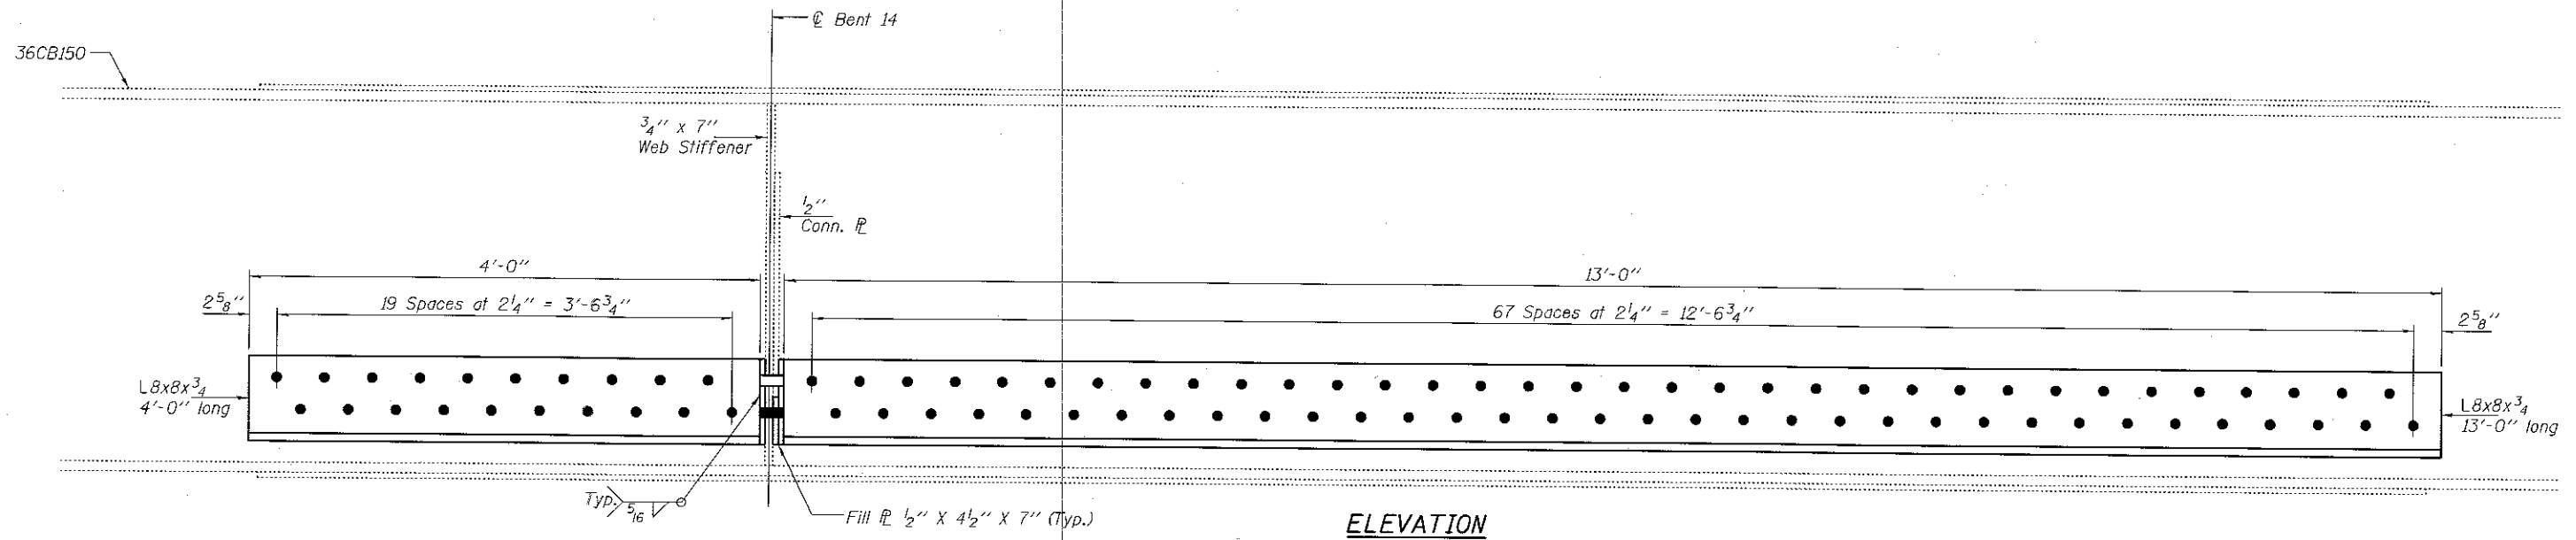 ℄ Bent 14
36CB150
3/4" X 7"
Web Stiffener
1/2"
Conn. ℙL
4'-0"
13'-0"
2 5/8"
19 Spaces at 2 1/4" = 3'-6 3/4"
67 Spaces at 2 1/4" = 12'-6 3/4"
2 5/8"
L8x8x3/4
4'-0" long
L8x8x3/4
13'-0" long
Typ.
5/16
Fill ℙL 1/2" X 4 1/2" X 7" (Typ.)
ELEVATION